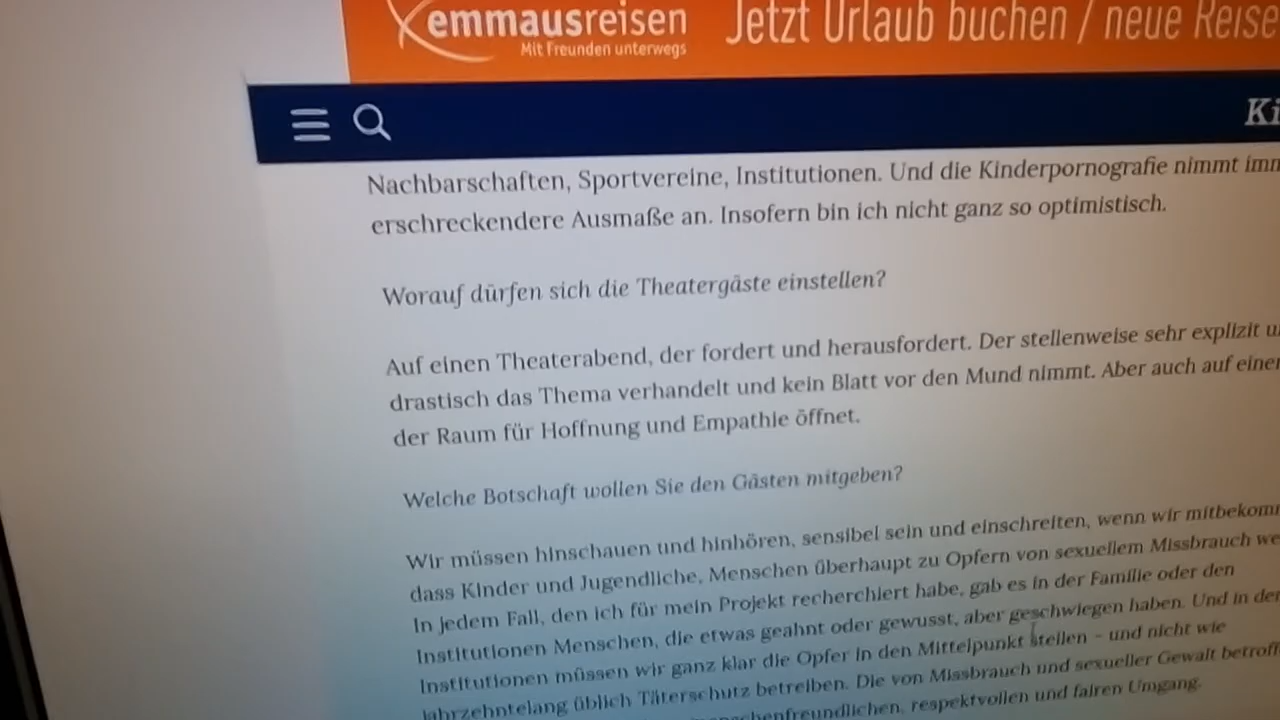 emmausreisen
Mit Freunden unterwegs
Jetzt Urlaub buchen / neue Reise
Ki
Nachbarschaften, Sportvereine, Institutionen. Und die Kinderpornografie nimmt imm
erschreckendere Ausmaße an. Insofern bin ich nicht ganz so optimistisch.
Worauf dürfen sich die Theatergäste einstellen?
Auf einen Theaterabend, der fordert und herausfordert. Der stellenweise sehr explizit u
drastisch das Thema verhandelt und kein Blatt vor den Mund nimmt. Aber auch auf einen
der Raum für Hoffnung und Empathie öffnet.
Welche Botschaft wollen Sie den Gästen mitgeben?
Wir müssen hinschauen und hinhören, sensibel sein und einschreiten, wenn wir mitbekomm
dass Kinder und Jugendliche, Menschen überhaupt zu Opfern von sexuellem Missbrauch we
In jedem Fall, den ich für mein Projekt recherchiert habe, gab es in der Familie oder den
Institutionen Menschen, die etwas geahnt oder gewusst, aber geschwiegen haben. Und in den
Institutionen müssen wir ganz klar die Opfer in den Mittelpunkt stellen – und nicht wie
jahrzehntelang üblich Täterschutz betreiben. Die von Missbrauch und sexueller Gewalt betroff
menschenfreundlichen, respektvollen und fairen Umgang.